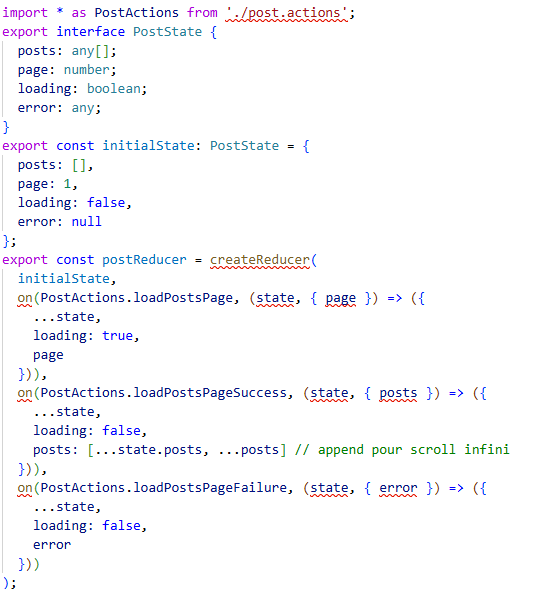 import * as PostActions from './post.actions';
export interface PostState {
  posts: any[];
  page: number;
  loading: boolean;
  error: any;
}
export const initialState: PostState = {
  posts: [],
  page: 1,
  loading: false,
  error: null
};
export const postReducer = createReducer(
  initialState,
  on(PostActions.loadPostsPage, (state, { page }) => ({
    ...state,
    loading: true,
    page
  })),
  on(PostActions.loadPostsPageSuccess, (state, { posts }) => ({
    ...state,
    loading: false,
    posts: [...state.posts, ...posts] // append pour scroll infini
  })),
  on(PostActions.loadPostsPageFailure, (state, { error }) => ({
    ...state,
    loading: false,
    error
  }))
);